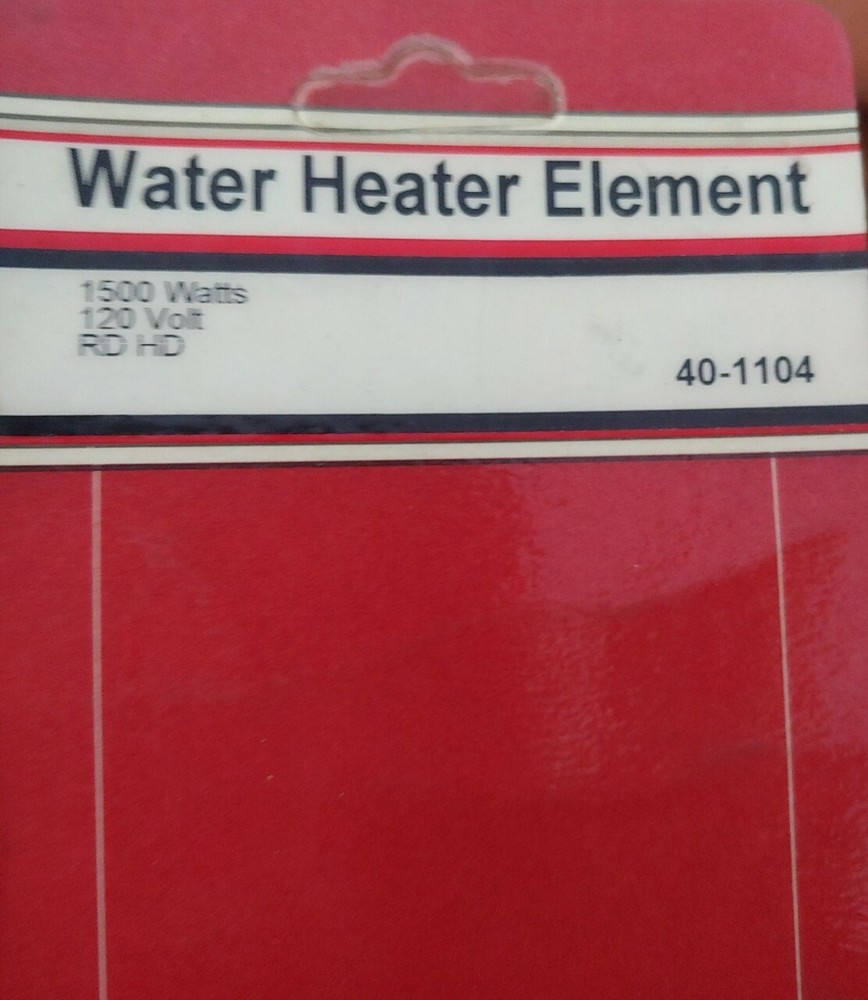 Water Heater Element
1500 Watts
120 Volt
RD HD
40-1104